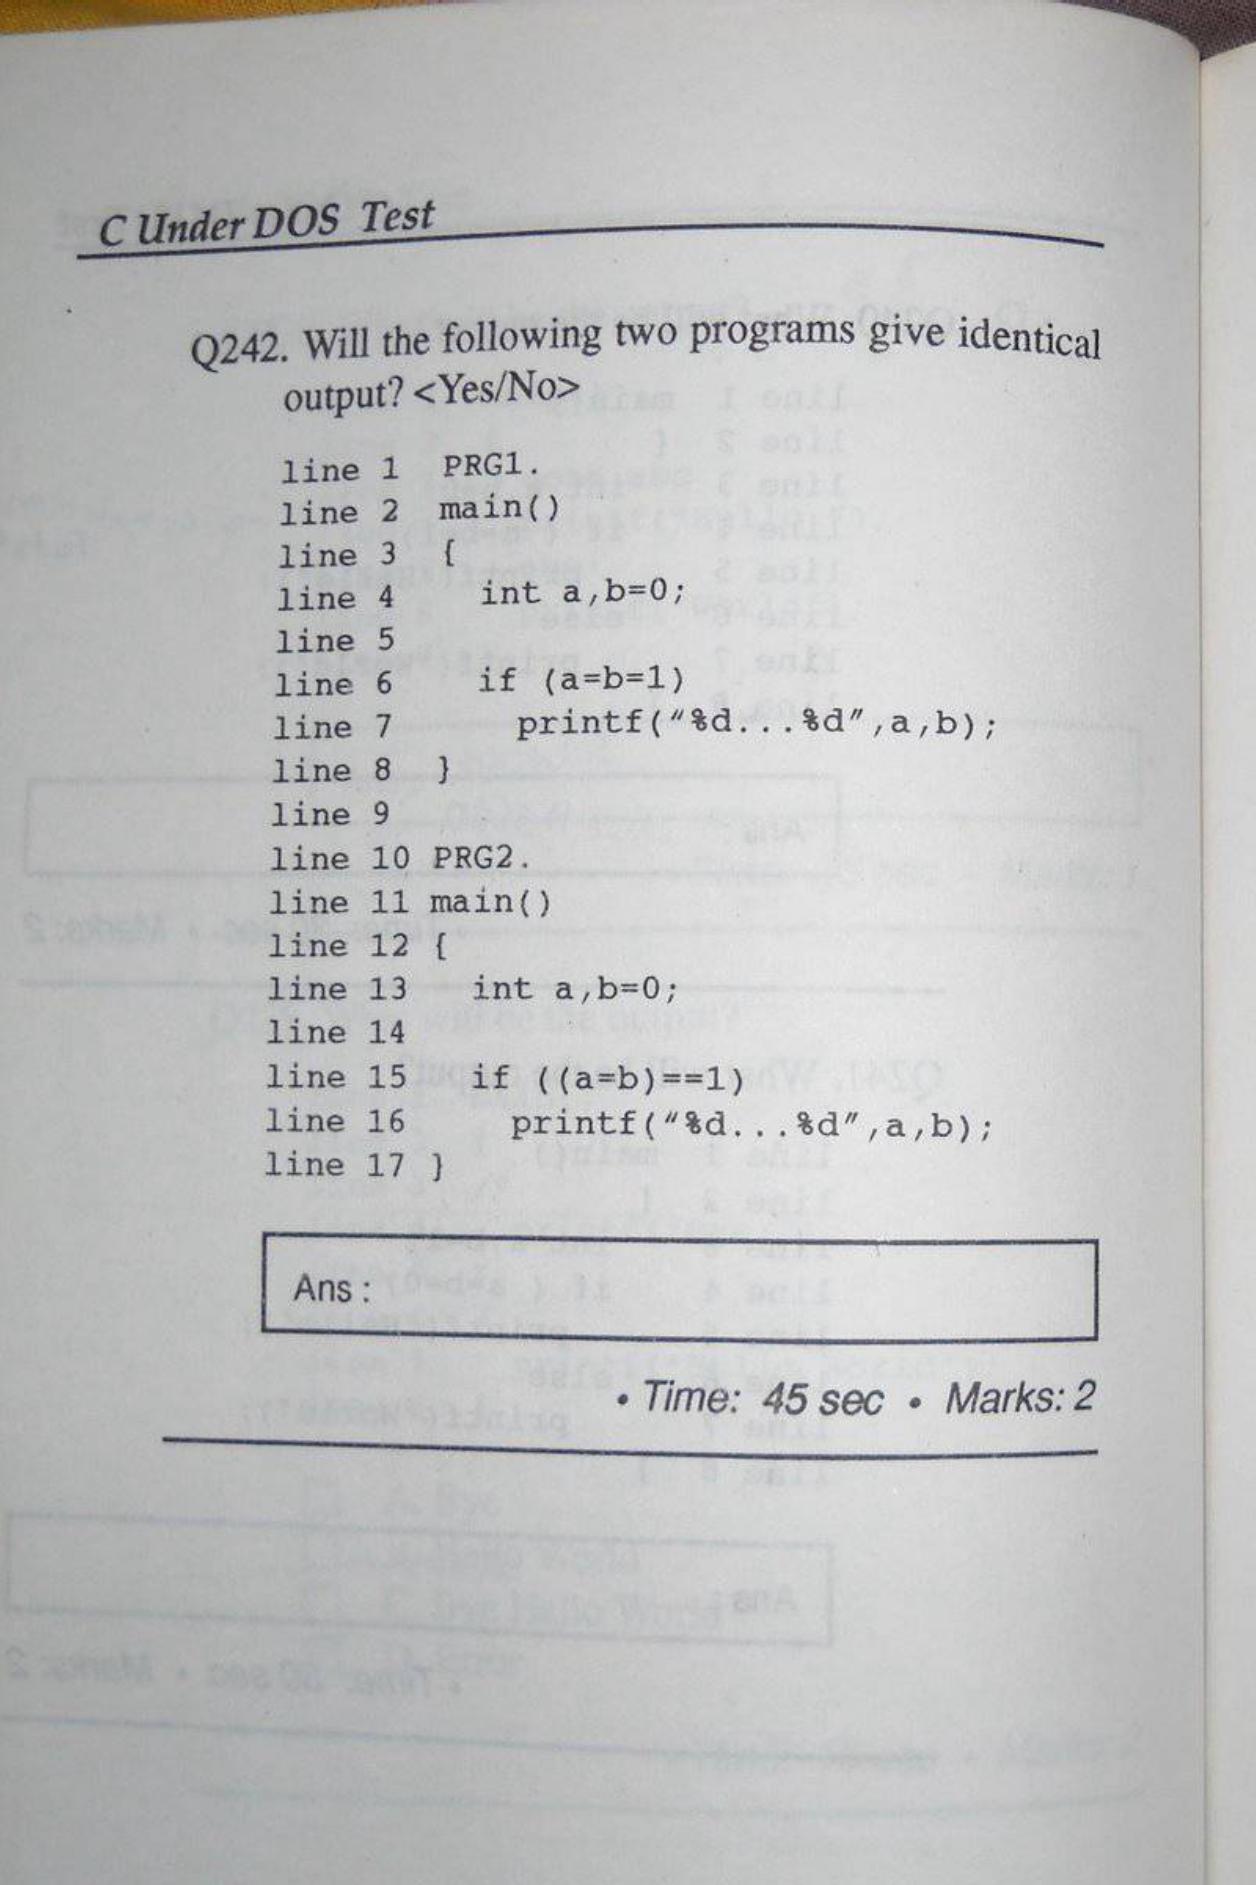 C Under DOS Test
Q242. Will the following two programs give identical
output? <Yes/No>
line 1 PRG1.
line 2 main()
line 3 {
line 4 int a,b=0;
line 5
line 6 if (a=b=1)
line 7 printf("%d...%d",a,b);
line 8 }
line 9
line 10 PRG2.
line 11 main()
line 12 {
line 13 int a,b=0;
line 14
line 15 if ((a=b)==1)
line 16 printf("%d...%d",a,b);
line 17 }
Ans :
• Time: 45 sec • Marks: 2